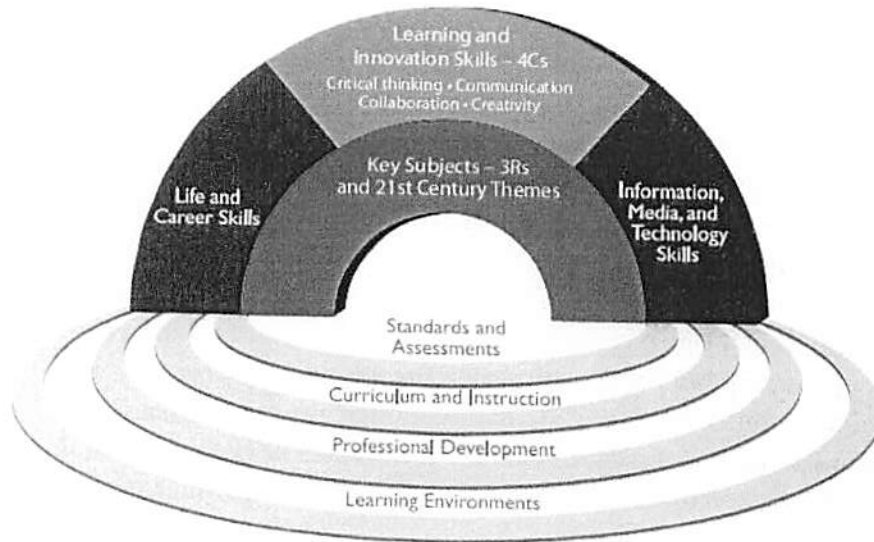 Learning and
Innovation Skills – 4Cs
Critical thinking • Communication
Collaboration • Creativity
Key Subjects – 3Rs
and 21st Century Themes
Life and
Career Skills
Information,
Media, and
Technology
Skills
Standards and
Assessments
Curriculum and Instruction
Professional Development
Learning Environments